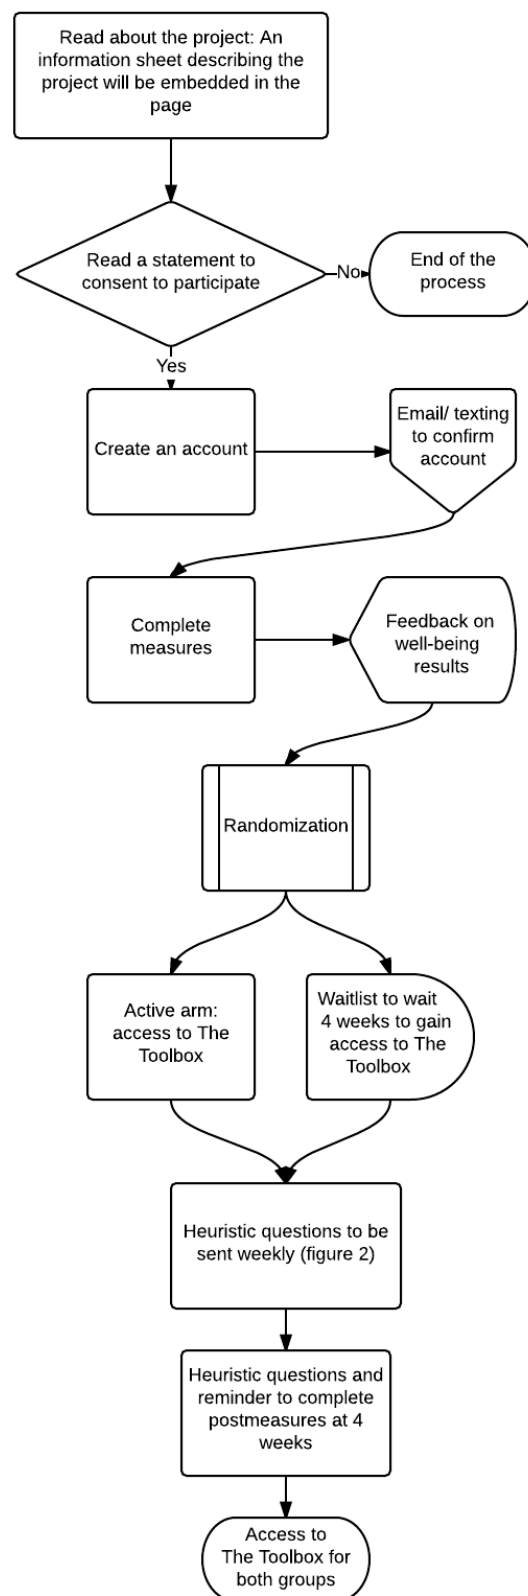 Read about the project: An
information sheet describing the
project will be embedded in the
page
Read a statement to
consent to participate
No
End of the
process
Yes
Create an account
Email/ texting
to confirm
account
Complete
measures
Feedback on
well-being
results
Randomization
Active arm:
access to The
Toolbox
Waitlist to wait
4 weeks to gain
access to The
Toolbox
Heuristic questions to be
sent weekly (figure 2)
Heuristic questions and
reminder to complete
postmeasures at 4
weeks
Access to
The Toolbox for
both groups